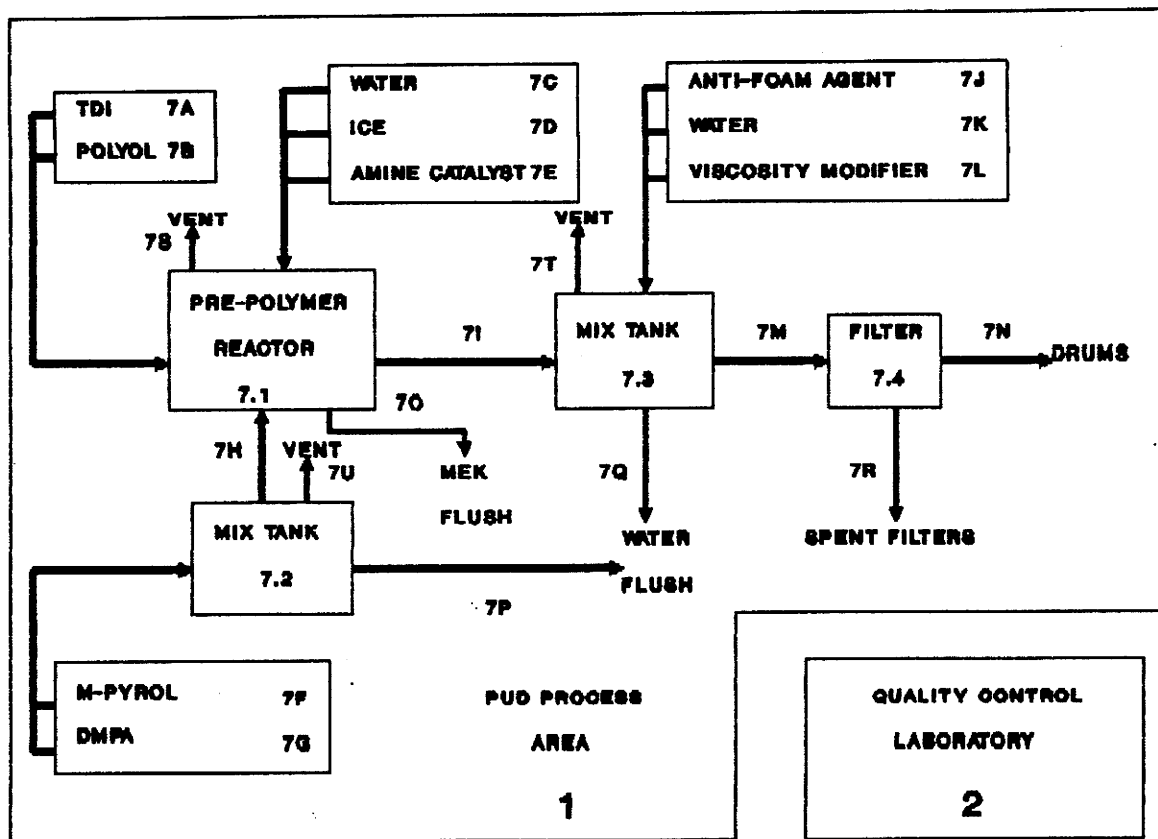 TDI 7A
POLYOL 7B
WATER 7C
ICE 7D
AMINE CATALYST 7E
ANTI-FOAM AGENT 7J
WATER 7K
VISCOSITY MODIFIER 7L
VENT
7S
VENT
7T
PRE-POLYMER
REACTOR
7.1
7I
MIX TANK
7.3
7M
FILTER
7.4
7N
DRUMS
7O
7H
VENT
7U
MEK
FLUSH
7Q
7R
MIX TANK
7.2
WATER
FLUSH
SPENT FILTERS
7P
M-PYROL 7F
DMPA 7G
PUD PROCESS
AREA
1
QUALITY CONTROL
LABORATORY
2